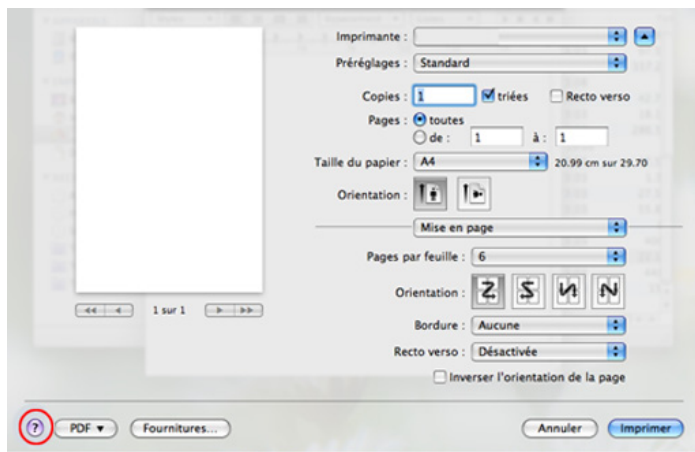 Imprimante :
Préréglages : Standard
Copies : 1 triées Recto verso
Pages : toutes
de : 1 à : 1
Taille du papier : A4 20.99 cm sur 29.70
Orientation :
Mise en page
Pages par feuille : 6
Orientation :
1 sur 1
Bordure : Aucune
Recto verso : Désactivée
Inverser l'orientation de la page
? PDF Fournitures... Annuler Imprimer